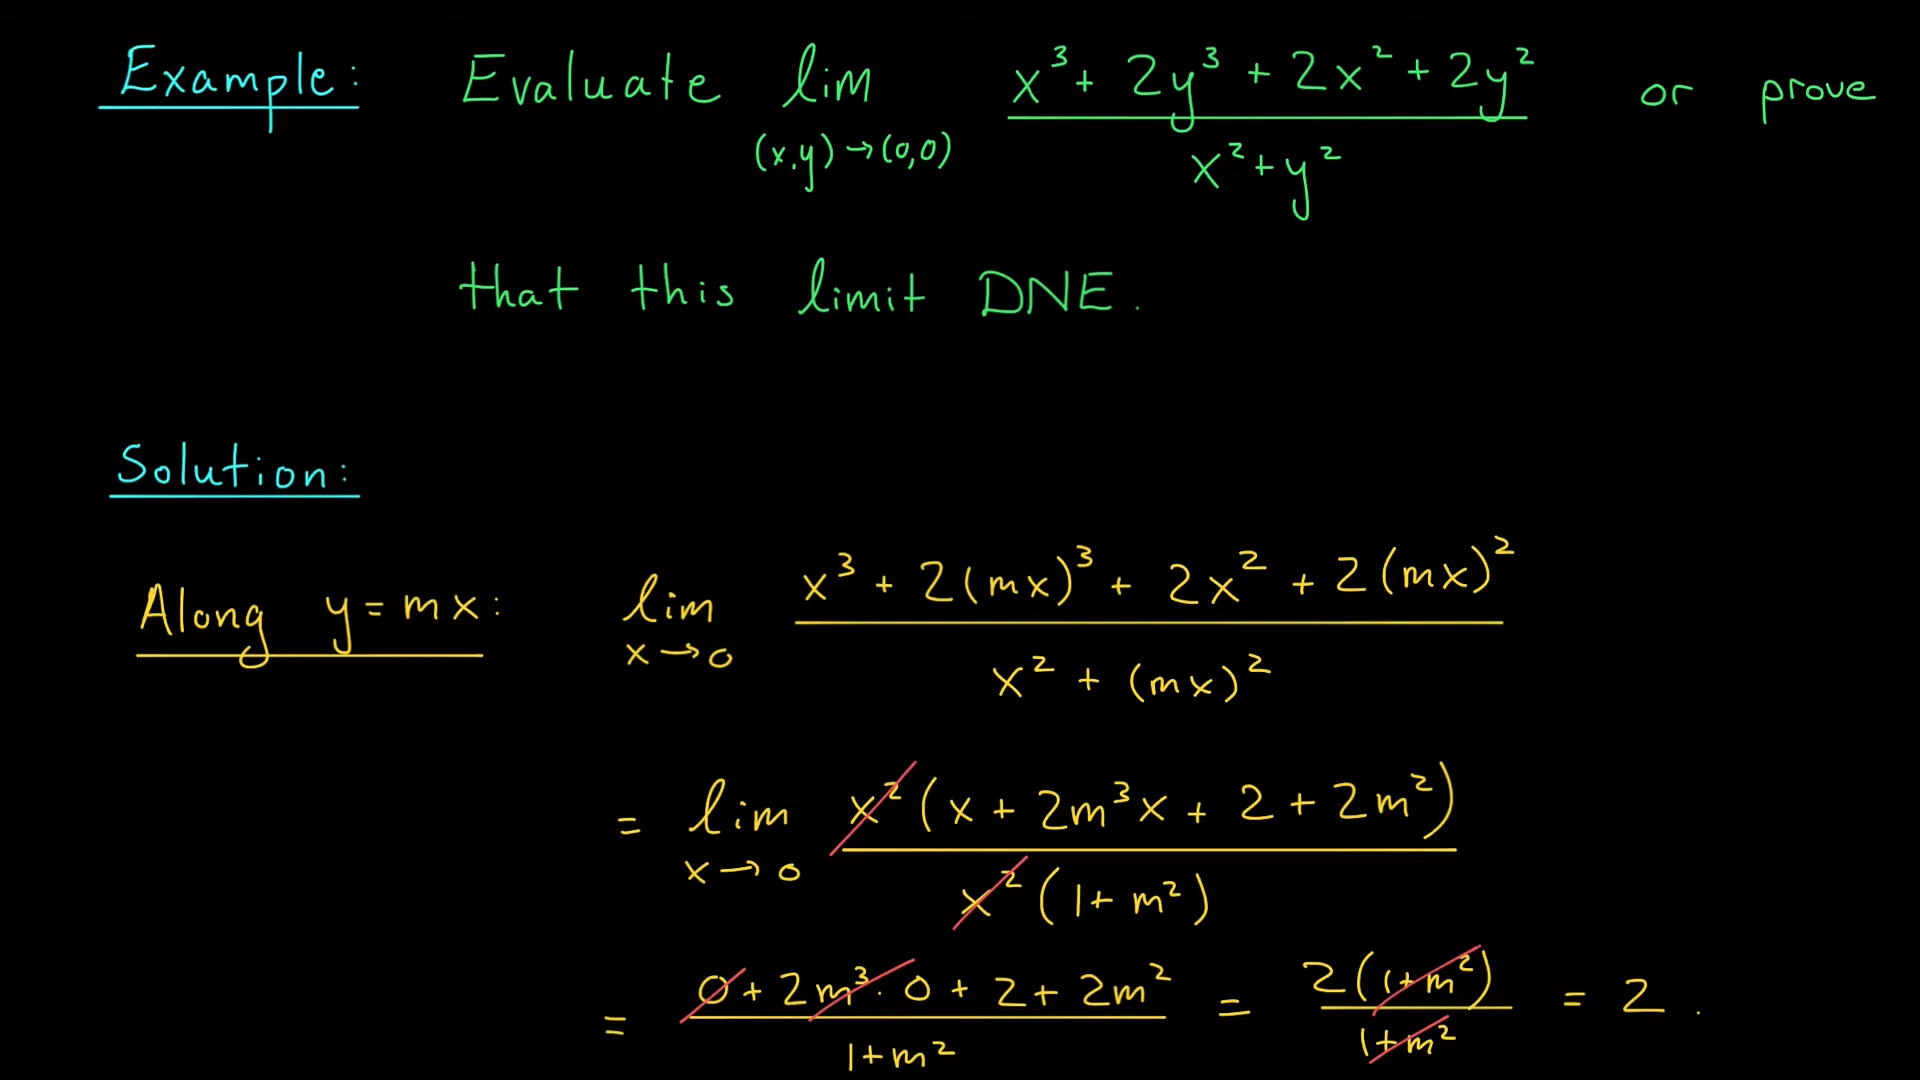 Example: Evaluate lim (x,y)→(0,0) x³ + 2y³ + 2x² + 2y² / x² + y² or prove
that this limit DNE.
Solution:
Along y = mx: lim x→0 x³ + 2(mx)³ + 2x² + 2(mx)² / x² + (mx)²
= lim x→0 x²(x + 2m³x + 2 + 2m²) / x²(1 + m²)
= 0 + 2m³·0 + 2 + 2m² / 1+m² = 2(1+m²) / 1+m² = 2.